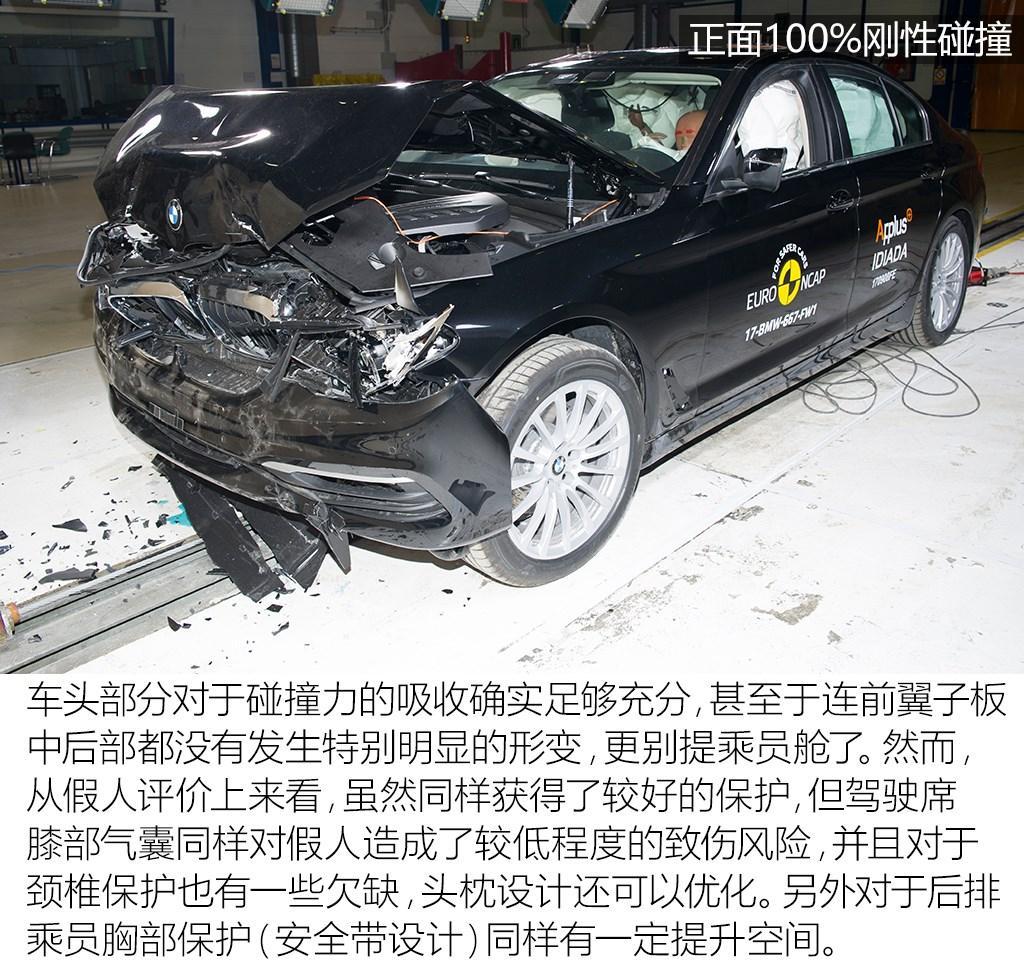 正面100%刚性碰撞
FOR SAFER CARS
EURO NCAP
17-BMW-667-FW1
Applus+
IDIADA
170900FE
车头部分对于碰撞力的吸收确实足够充分,甚至于连前翼子板
中后部都没有发生特别明显的形变,更别提乘员舱了。然而,
从假人评价上来看,虽然同样获得了较好的保护,但驾驶席
膝部气囊同样对假人造成了较低程度的致伤风险,并且对于
颈椎保护也有一些欠缺,头枕设计还可以优化。另外对于后排
乘员胸部保护(安全带设计)同样有一定提升空间。